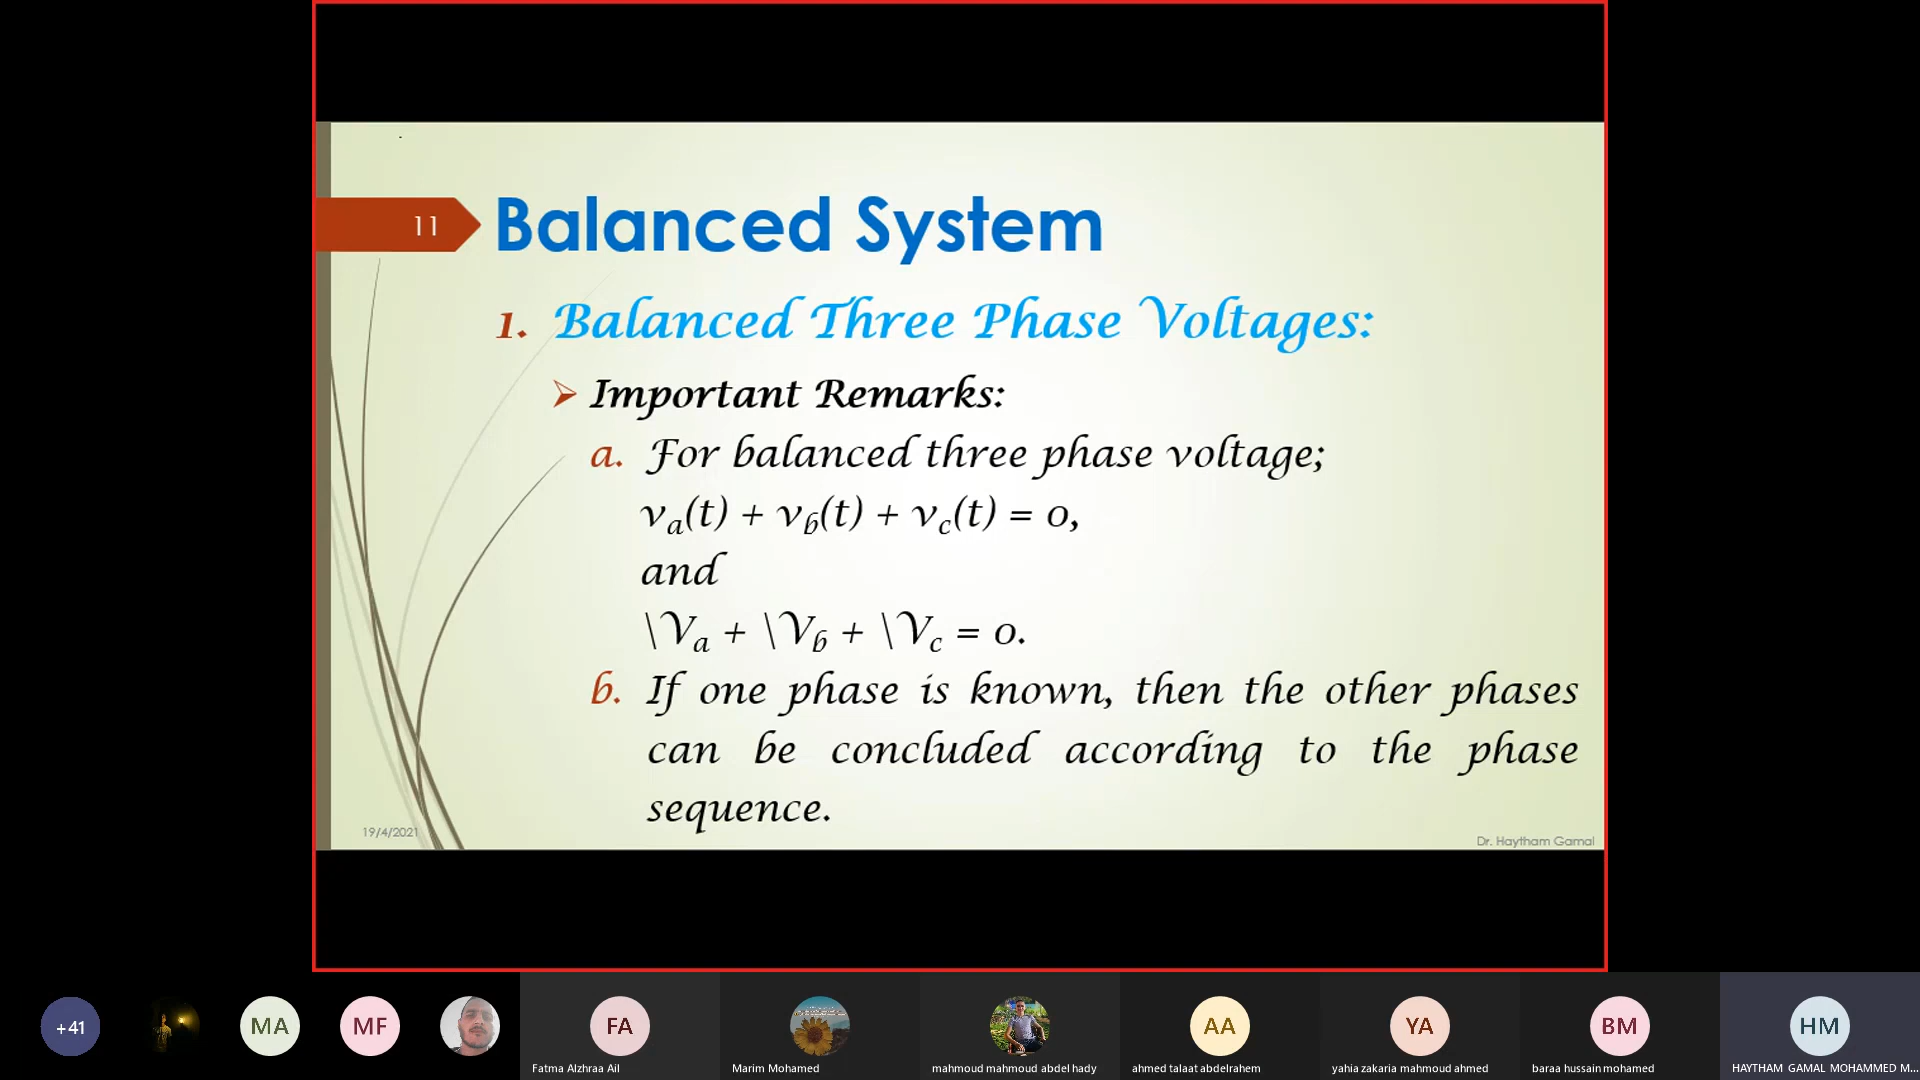 11
Balanced System
1. Balanced Three Phase Voltages:
➢ Important Remarks:
a. For balanced three phase voltage;
va(t) + vb(t) + vc(t) = 0,
and
\Va + \Vb + \Vc = 0.
b. If one phase is known, then the other phases
can be concluded according to the phase
sequence.
19/4/2021
Dr. Haytham Gamal
+41
MA
MF
FA
AA
YA
BM
HM
Fatma Alzhraa Ail
Marim Mohamed
mahmoud mahmoud abdel hady
ahmed talaat abdelrahem
yahia zakaria mahmoud ahmed
baraa hussain mohamed
HAYTHAM GAMAL MOHAMMED M...